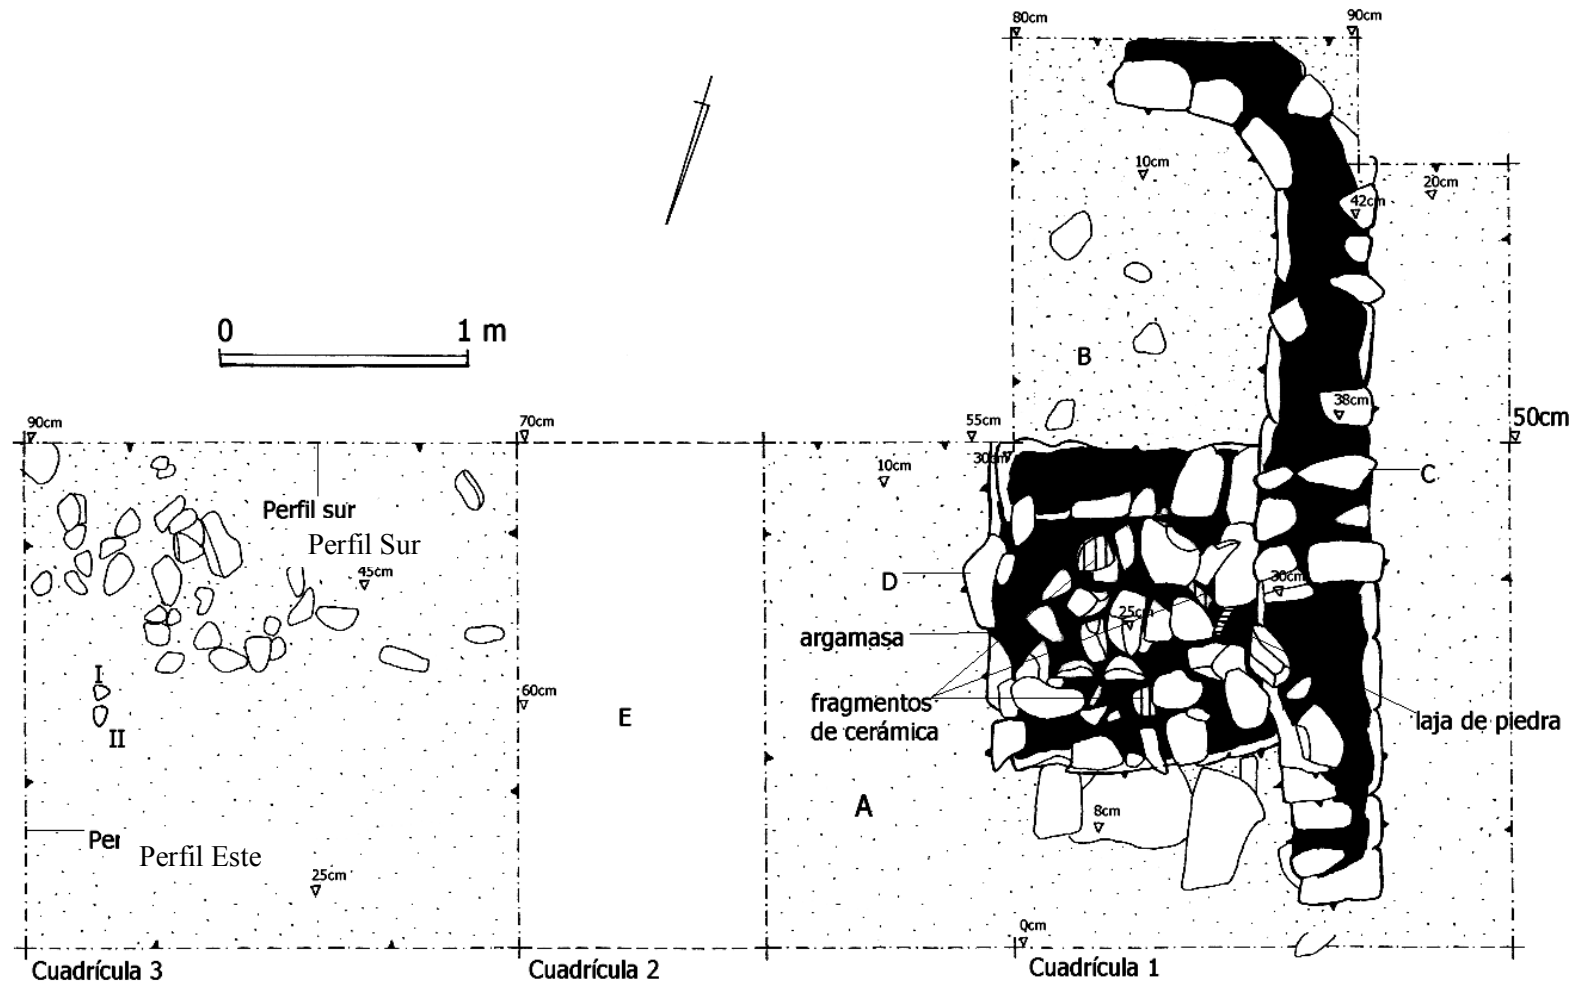 80cm
90cm
10cm
20cm
42cm
0
1 m
B
38cm
90cm
70cm
55cm
50cm
30cm
10cm
C
Perfil sur
Perfil Sur
45cm
D
30cm
25cm
argamasa
I
60cm
fragmentos
de cerámica
E
laja de piedra
II
A
8cm
Per
Perfil Este
25cm
0cm
Cuadrícula 3
Cuadrícula 2
Cuadrícula 1